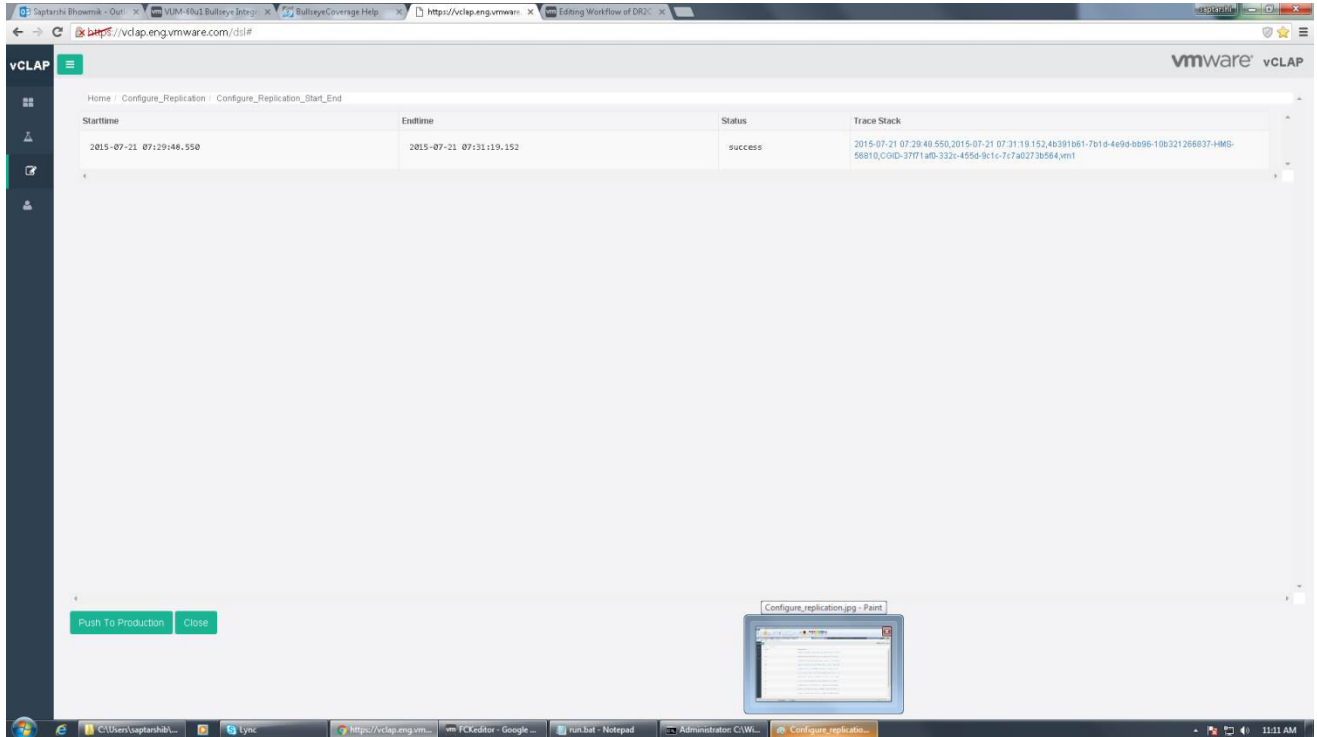 Saptarshi Bhowmik - Out
VUM-60u1 Bullseye Integr
BullseyeCoverage Help
https://vclap.eng.vmware.
Editing Workflow of DR2C
https://vclap.eng.vmware.com/dsl#
vCLAP
vmware vCLAP
Home / Configure_Replication / Configure_Replication_Start_End
Starttime Endtime Status Trace Stack
2015-07-21 07:29:48.550 2015-07-21 07:31:19.152 success 2015-07-21 07:29:48.550,2015-07-21 07:31:19.152,4b391b61-7b1d-4e9d-bb96-10b321266837-HMS-
56810,CGID-37f71af0-332c-455d-9c1c-7c7a0273b564,vm1
Configure_replication.jpg - Paint
Push To Production Close
C:\Users\saptarshib\...
Lync
https://vclap.eng.vm...
FCKeditor - Google ...
run.bat - Notepad
Administrator: C:\Wi...
Configure_replicatio...
11:11 AM